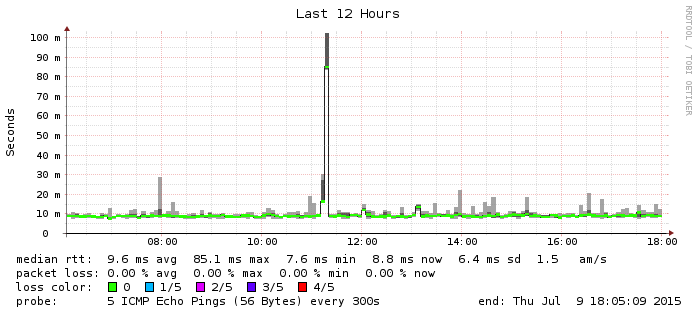 Last 12 Hours
RRDTOOL / TOBI OETIKER
Seconds
100 m
90 m
80 m
70 m
60 m
50 m
40 m
30 m
20 m
10 m
0
08:00 10:00 12:00 14:00 16:00 18:00
median rtt: 9.6 ms avg 85.1 ms max 7.6 ms min 8.8 ms now 6.4 ms sd 1.5 am/s
packet loss: 0.00 % avg 0.00 % max 0.00 % min 0.00 % now
loss color: 0 1/5 2/5 3/5 4/5
probe: 5 ICMP Echo Pings (56 Bytes) every 300s end: Thu Jul 9 18:05:09 2015